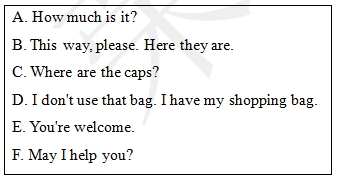 A. How much is it?
B. This way, please. Here they are.
C. Where are the caps?
D. I don't use that bag. I have my shopping bag.
E. You're welcome.
F. May I help you?